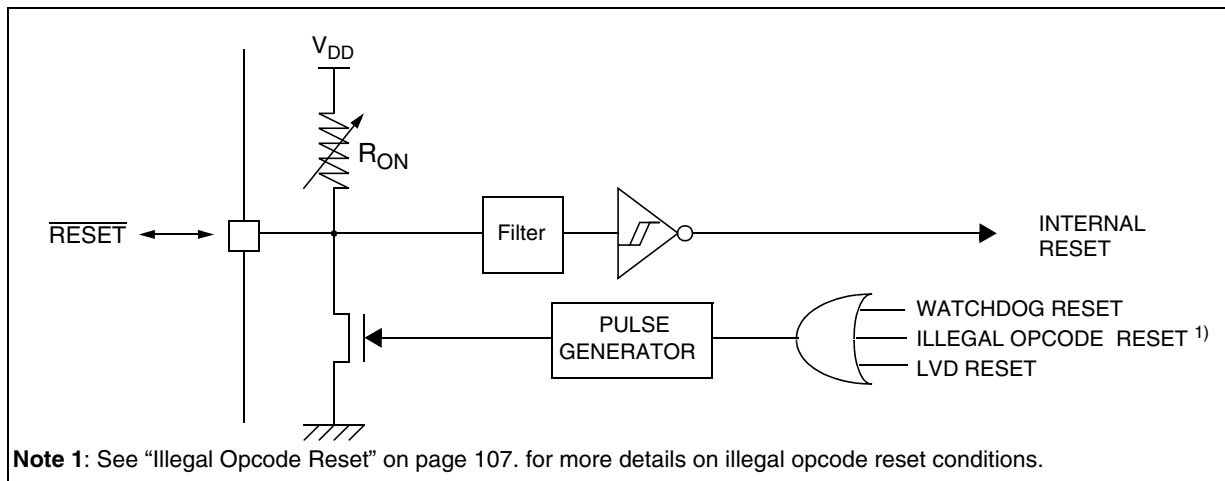 VDD
RON
RESET
Filter
INTERNAL
RESET
PULSE
GENERATOR
WATCHDOG RESET
ILLEGAL OPCODE RESET 1)
LVD RESET
Note 1: See “Illegal Opcode Reset” on page 107. for more details on illegal opcode reset conditions.